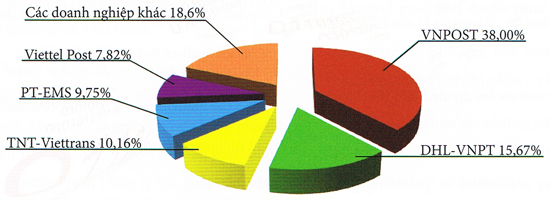 Các doanh nghiệp khác 18,6%
VNPOST 38,00%
Viettel Post 7,82%
PT-EMS 9,75%
TNT-Viettrans 10,16%
DHL-VNPT 15,67%